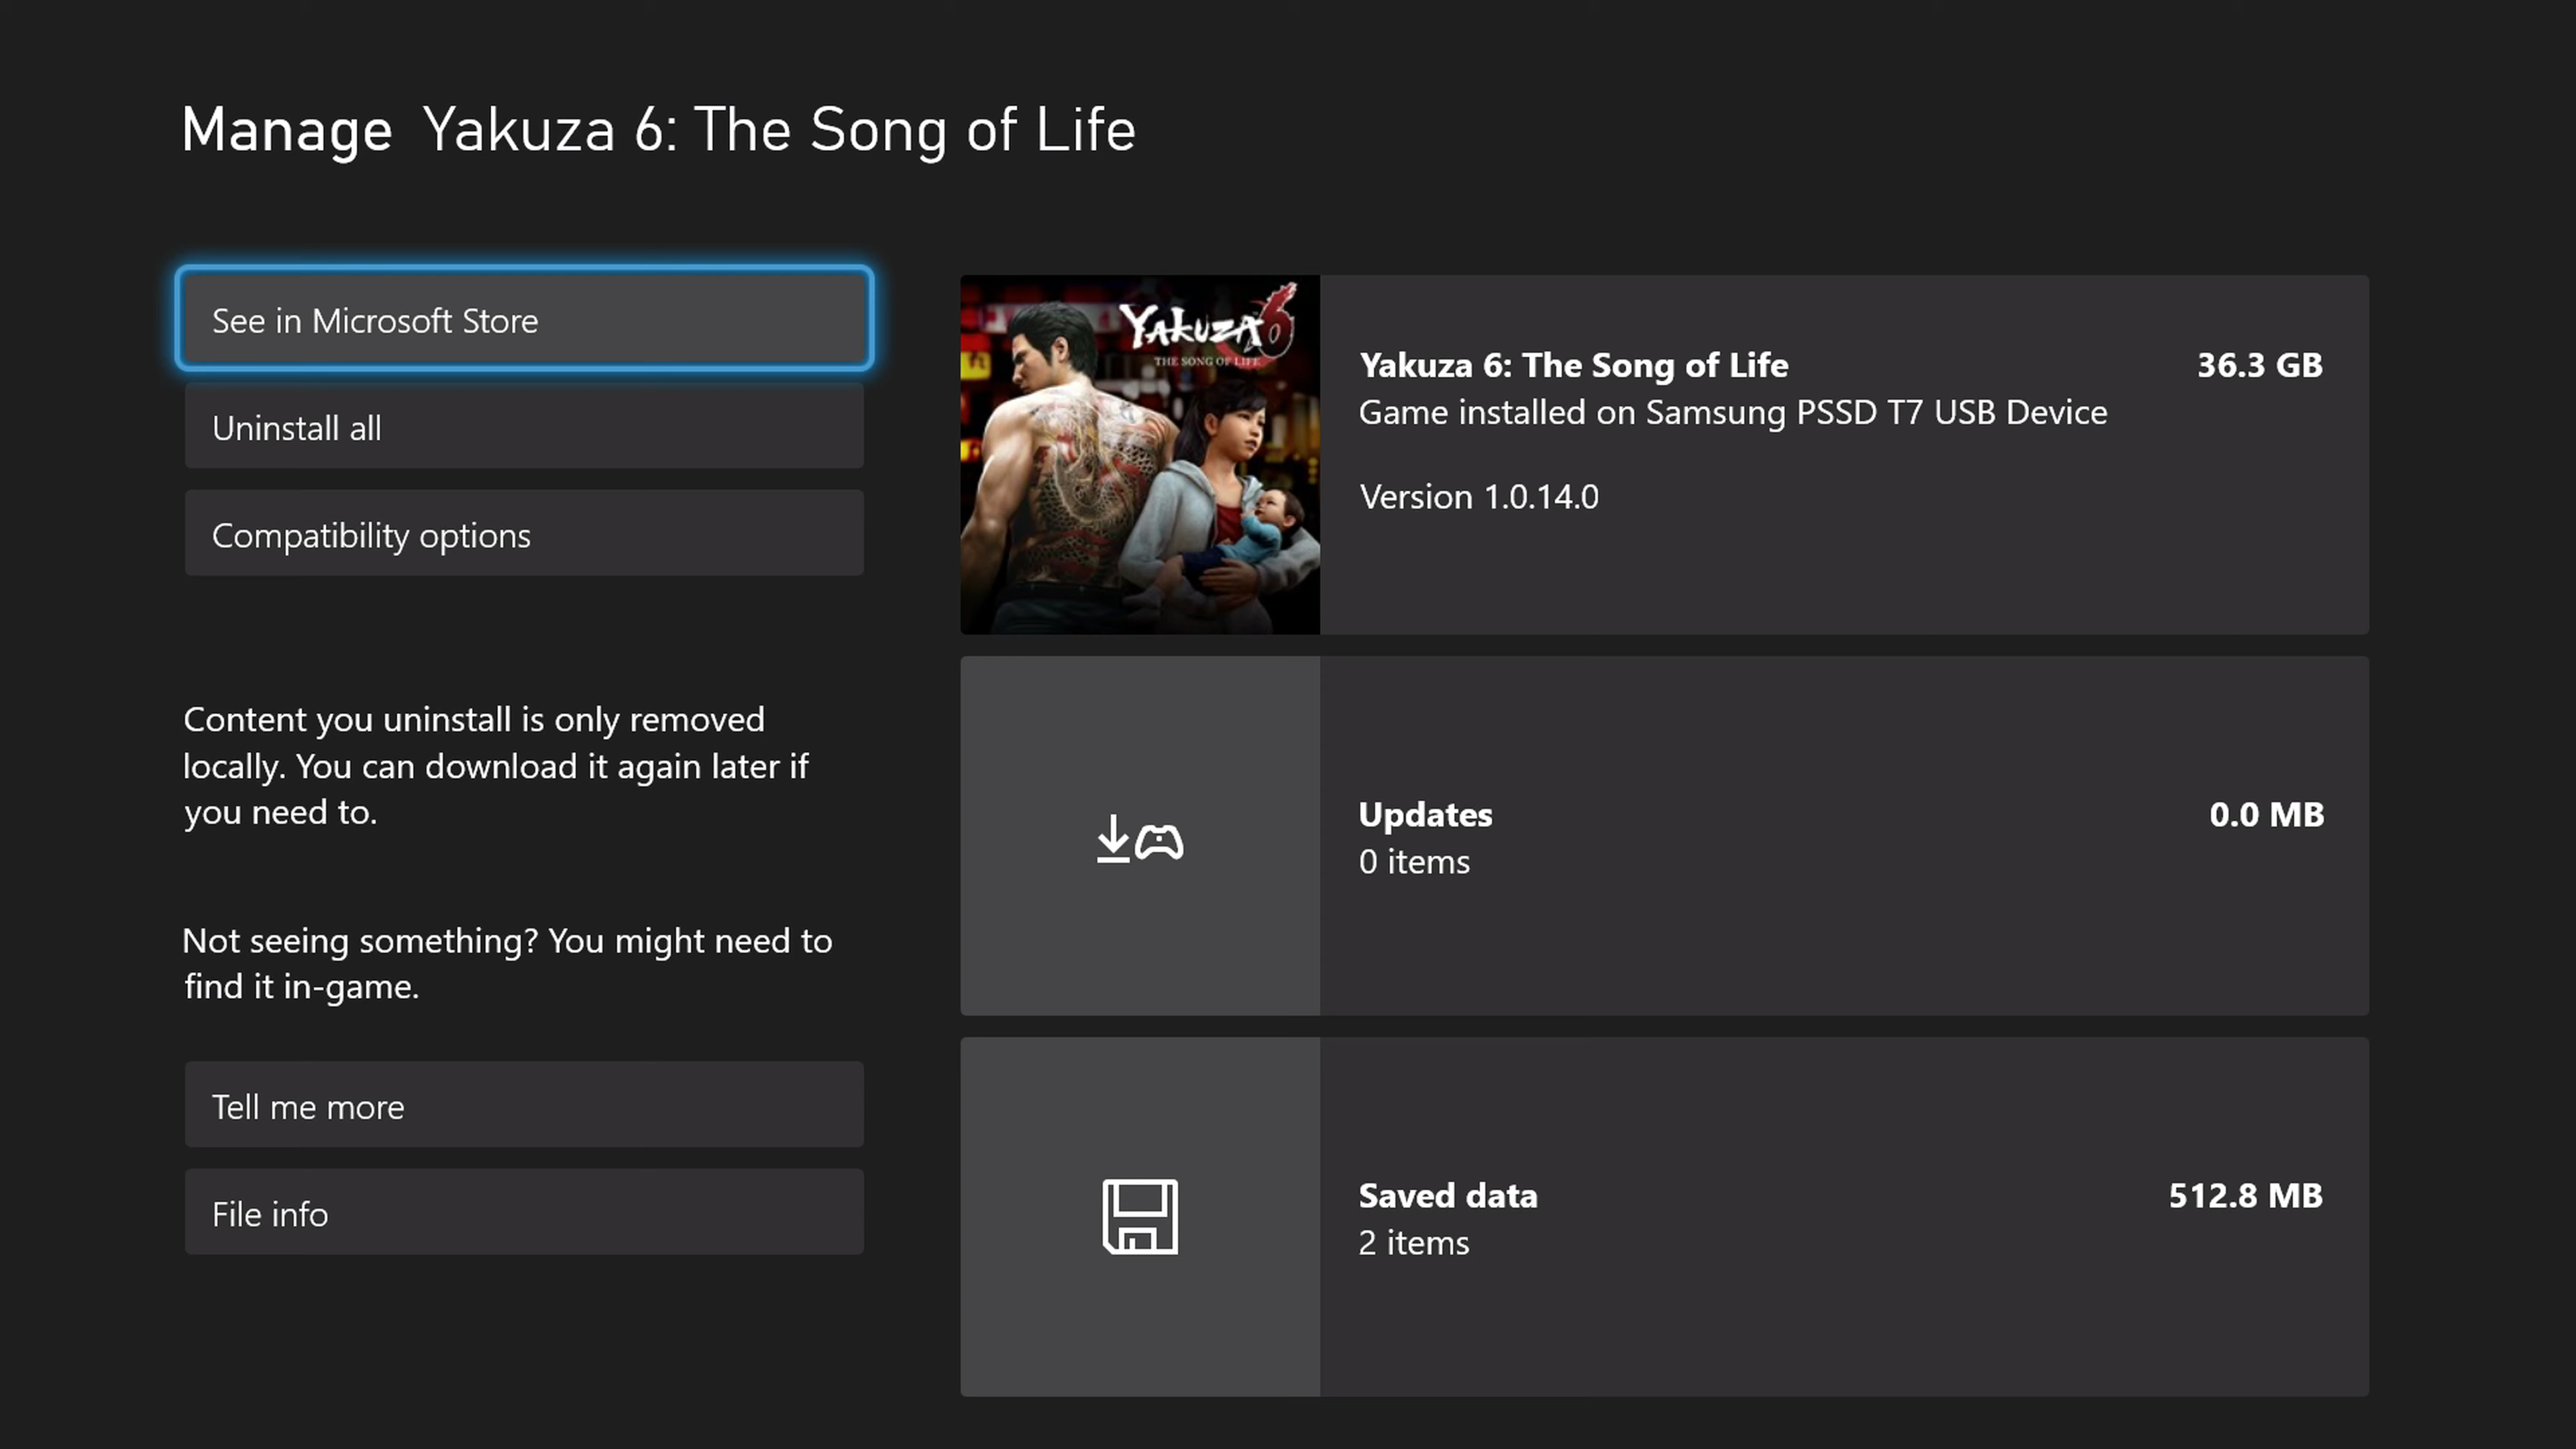 Manage Yakuza 6: The Song of Life
See in Microsoft Store
Uninstall all
Compatibility options
Content you uninstall is only removed
locally. You can download it again later if
you need to.
Not seeing something? You might need to
find it in-game.
Tell me more
File info
YAKUZA 6
THE SONG OF LIFE
Yakuza 6: The Song of Life 36.3 GB
Game installed on Samsung PSSD T7 USB Device
Version 1.0.14.0
Updates 0.0 MB
0 items
Saved data 512.8 MB
2 items